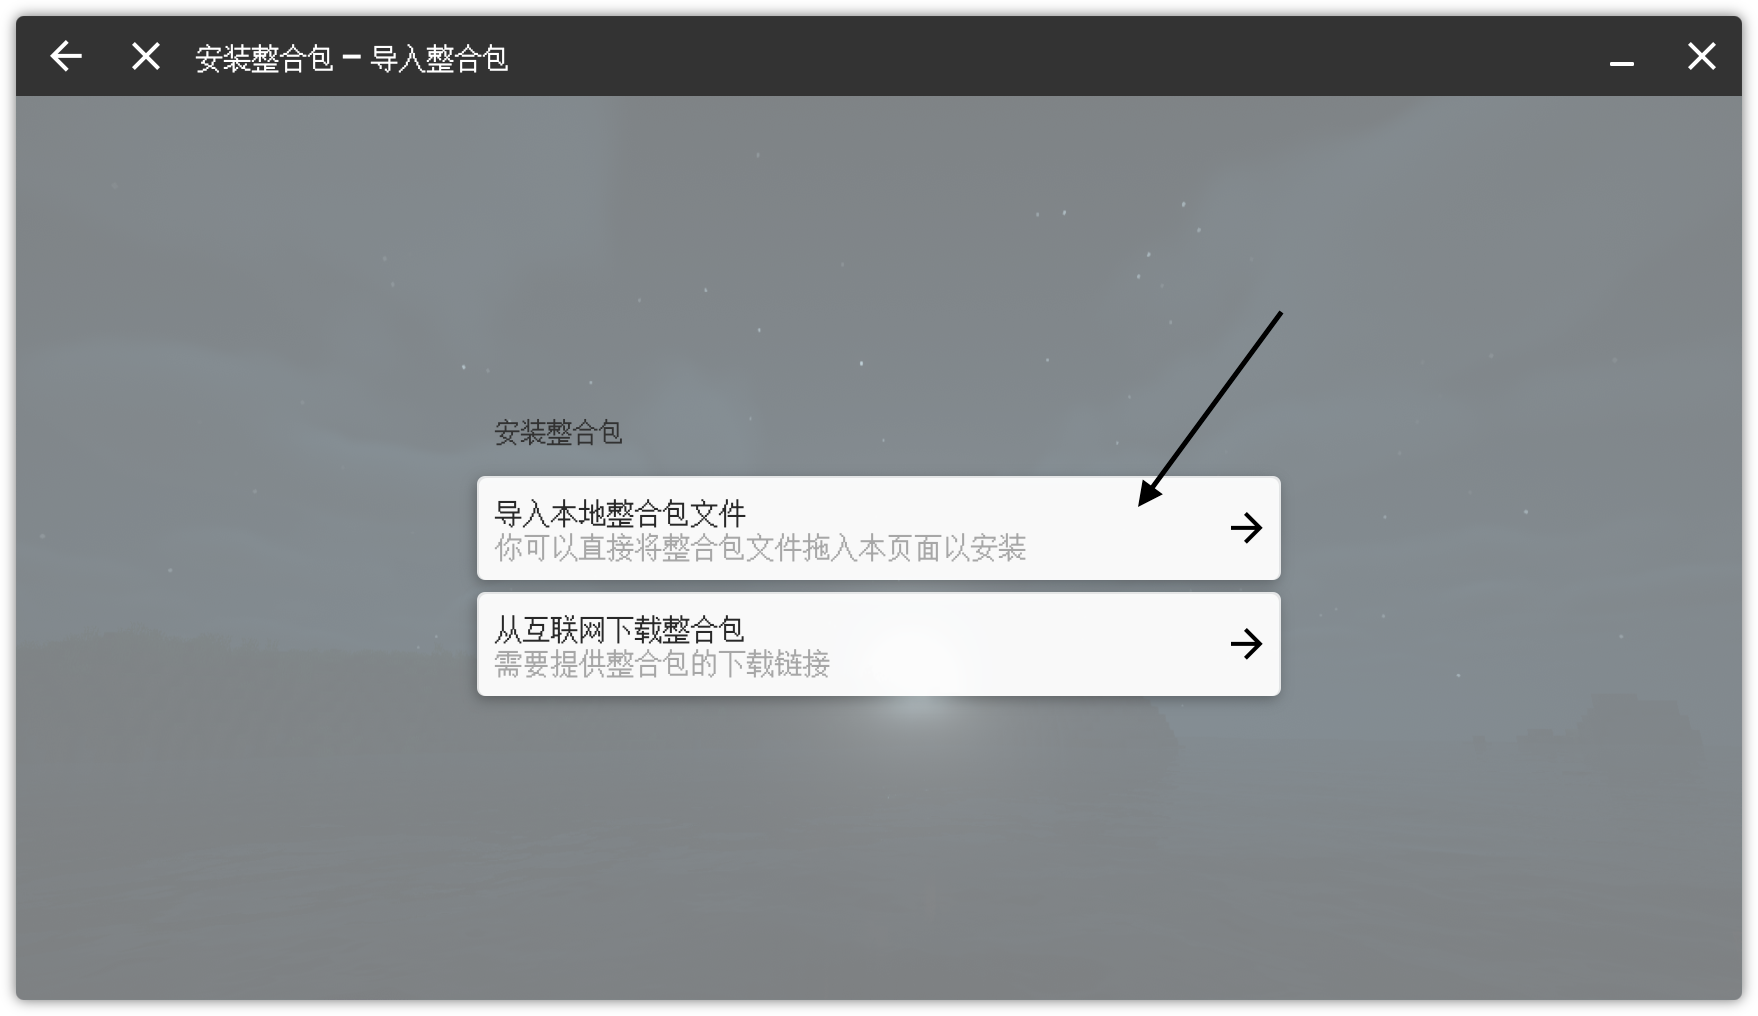 安装整合包 - 导入整合包
安装整合包
导入本地整合包文件
你可以直接将整合包文件拖入本页面以安装
从互联网下载整合包
需要提供整合包的下载链接